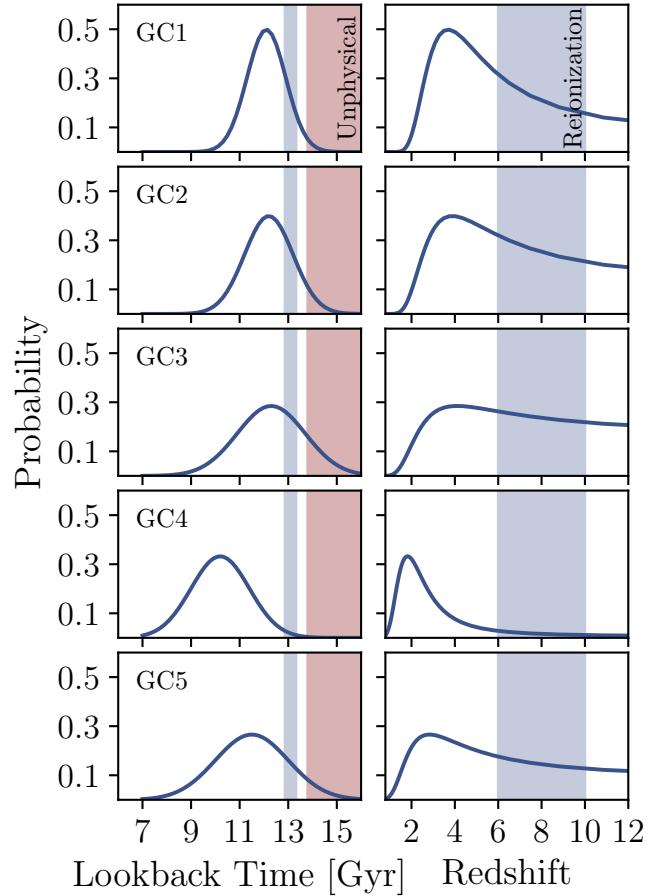 GC1
Unphysical
Reionization
0.5
0.3
0.1
GC2
0.5
0.3
0.1
GC3
0.5
0.3
0.1
GC4
0.5
0.3
0.1
GC5
0.5
0.3
0.1
Probability
7 9 11 13 15
2 4 6 8 10 12
Lookback Time [Gyr]
Redshift